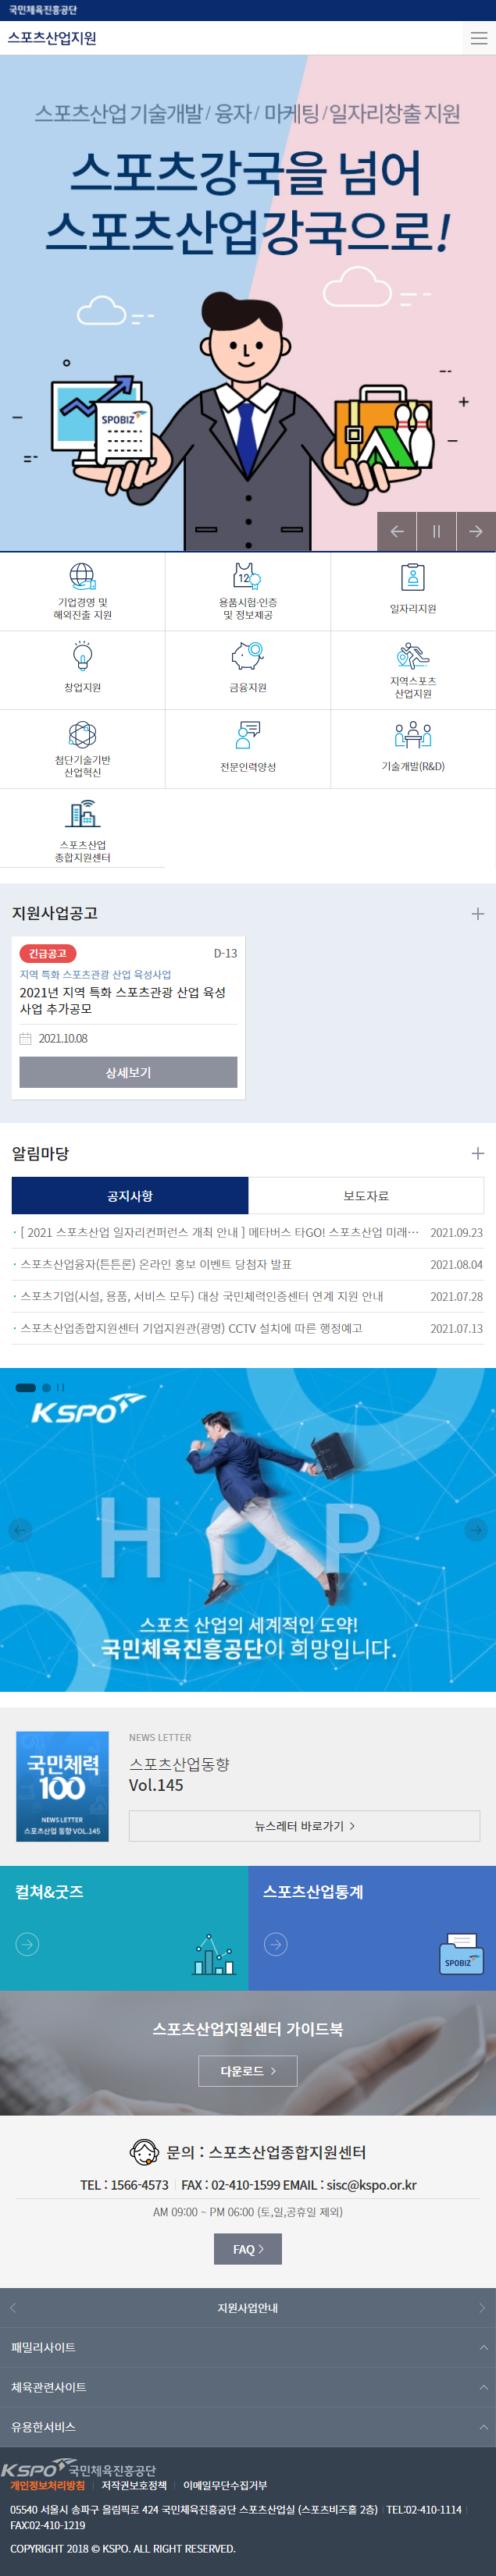 국민체육진흥공단
스포츠산업지원
스포츠산업 기술개발 / 융자 / 마케팅 / 일자리창출 지원
스포츠강국을 넘어
스포츠산업강국으로!
SPOBIZ
12
기업경영 및
해외진출 지원
용품시험·인증
및 정보제공
일자리지원
창업지원
금융지원
지역스포츠
산업지원
첨단기술기반
산업혁신
전문인력양성
기술개발(R&D)
스포츠산업
종합지원센터
지원사업공고
긴급공고
D-13
지역 특화 스포츠관광 산업 육성사업
2021년 지역 특화 스포츠관광 산업 육성
사업 추가공모
2021.10.08
상세보기
알림마당
공지사항
보도자료
[ 2021 스포츠산업 일자리컨퍼런스 개최 안내 ] 메타버스 타GO! 스포츠산업 미래… 2021.09.23
스포츠산업융자(튼튼론) 온라인 홍보 이벤트 당첨자 발표 2021.08.04
스포츠기업(시설, 용품, 서비스 모두) 대상 국민체력인증센터 연계 지원 안내 2021.07.28
스포츠산업종합지원센터 기업지원관(광명) CCTV 설치에 따른 행정예고 2021.07.13
KSPO
HOP
스포츠 산업의 세계적인 도약!
국민체육진흥공단이 희망입니다.
국민체력
100
NEWS LETTER
스포츠산업 동향 VOL.145
NEWS LETTER
스포츠산업동향
Vol.145
뉴스레터 바로가기
컬쳐&굿즈
스포츠산업통계
SPOBIZ
스포츠산업지원센터 가이드북
다운로드
문의 : 스포츠산업종합지원센터
TEL : 1566-4573 FAX : 02-410-1599 EMAIL : sisc@kspo.or.kr
AM 09:00 ~ PM 06:00 (토,일,공휴일 제외)
FAQ
지원사업안내
패밀리사이트
체육관련사이트
유용한서비스
KSPO 국민체육진흥공단
개인정보처리방침 저작권보호정책 이메일무단수집거부
05540 서울시 송파구 올림픽로 424 국민체육진흥공단 스포츠산업실 (스포츠비즈홀 2층) TEL:02-410-1114
FAX:02-410-1219
COPYRIGHT 2018 © KSPO. ALL RIGHT RESERVED.